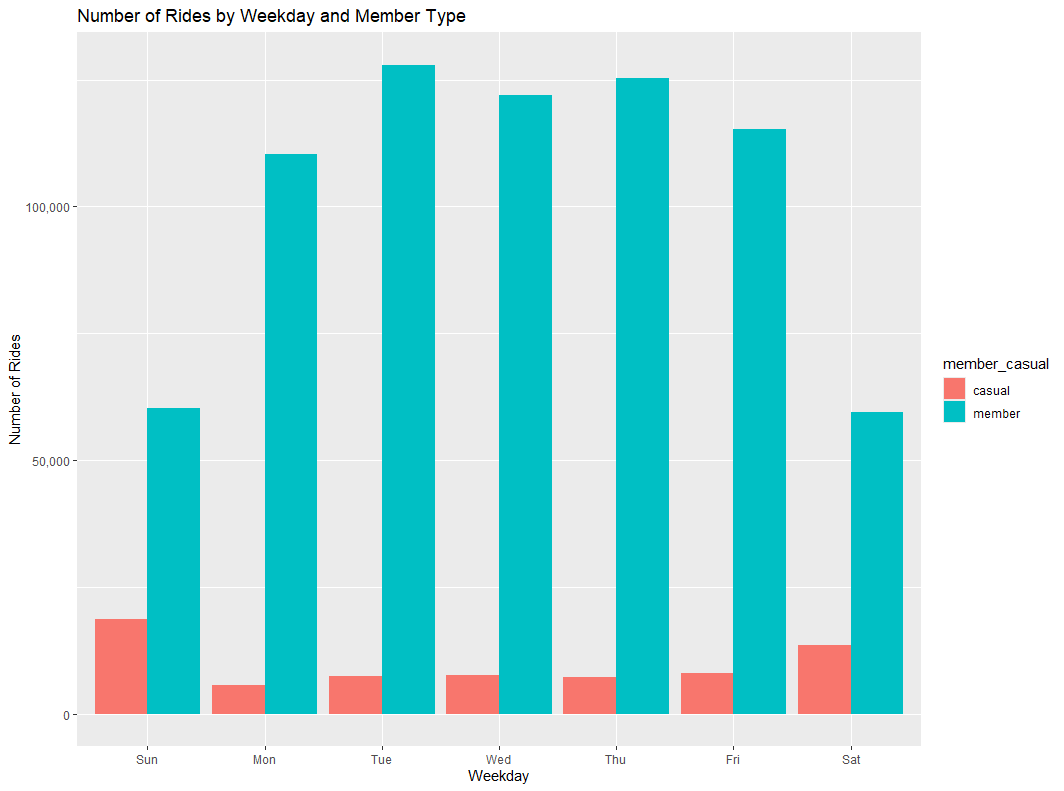 Number of Rides by Weekday and Member Type
Number of Rides
100,000
50,000
0
Sun Mon Tue Wed Thu Fri Sat
Weekday
member_casual
casual
member